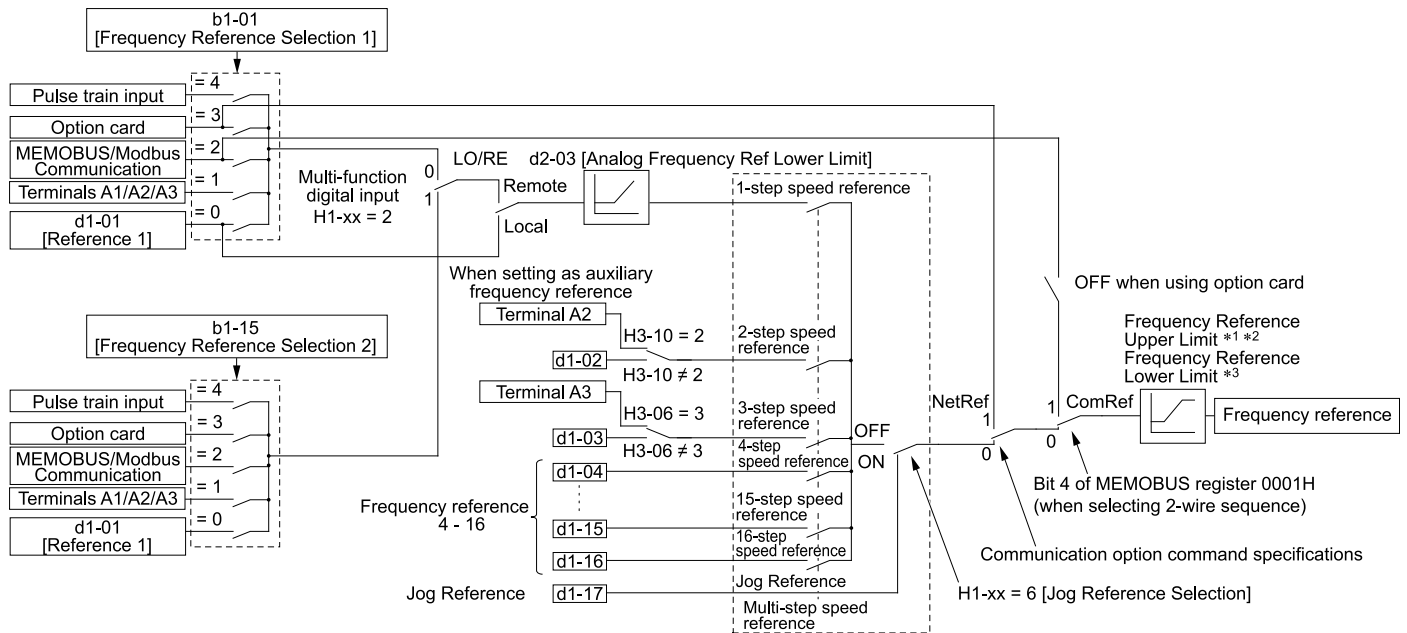 b1-01
[Frequency Reference Selection 1]
= 4
Pulse train input
= 3
Option card
= 2
MEMOBUS/Modbus
Communication
= 1
Terminals A1/A2/A3
= 0
d1-01
[Reference 1]
Multi-function
digital input
H1-xx = 2
0
1
LO/RE
Remote
Local
d2-03 [Analog Frequency Ref Lower Limit]
1-step speed reference
When setting as auxiliary
frequency reference
Terminal A2
H3-10 = 2
d1-02
H3-10 ≠ 2
2-step speed
reference
Terminal A3
H3-06 = 3
d1-03
H3-06 ≠ 3
3-step speed
reference
4-step
speed reference
d1-04
Frequency reference
4 - 16
d1-15
15-step speed
reference
16-step
speed reference
d1-16
Jog Reference
d1-17
Jog Reference
Multi-step speed
reference
b1-15
[Frequency Reference Selection 2]
= 4
Pulse train input
= 3
Option card
= 2
MEMOBUS/Modbus
Communication
= 1
Terminals A1/A2/A3
= 0
d1-01
[Reference 1]
OFF
ON
NetRef
1
0
OFF when using option card
1
0
ComRef
Frequency Reference
Upper Limit *1 *2
Frequency Reference
Lower Limit *3
Frequency reference
Bit 4 of MEMOBUS register 0001H
(when selecting 2-wire sequence)
Communication option command specifications
H1-xx = 6 [Jog Reference Selection]